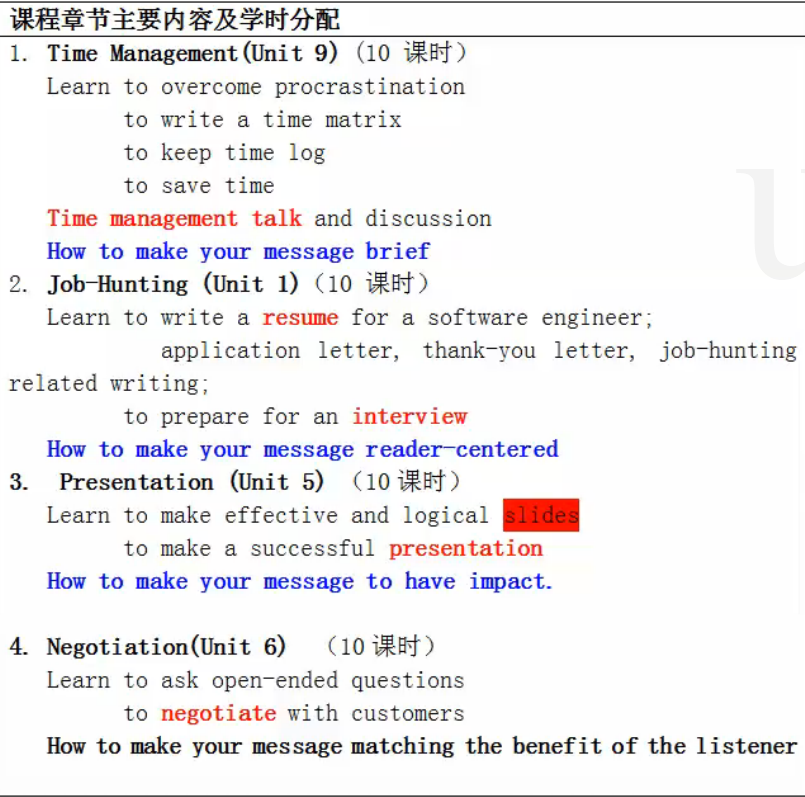 课程章节主要内容及学时分配
1. Time Management(Unit 9)（10 课时）
Learn to overcome procrastination
to write a time matrix
to keep time log
to save time
Time management talk and discussion
How to make your message brief
2. Job-Hunting (Unit 1)（10 课时）
Learn to write a resume for a software engineer;
application letter, thank-you letter, job-hunting
related writing;
to prepare for an interview
How to make your message reader-centered
3. Presentation (Unit 5) （10 课时）
Learn to make effective and logical slides
to make a successful presentation
How to make your message to have impact.
4. Negotiation(Unit 6) （10 课时）
Learn to ask open-ended questions
to negotiate with customers
How to make your message matching the benefit of the listener